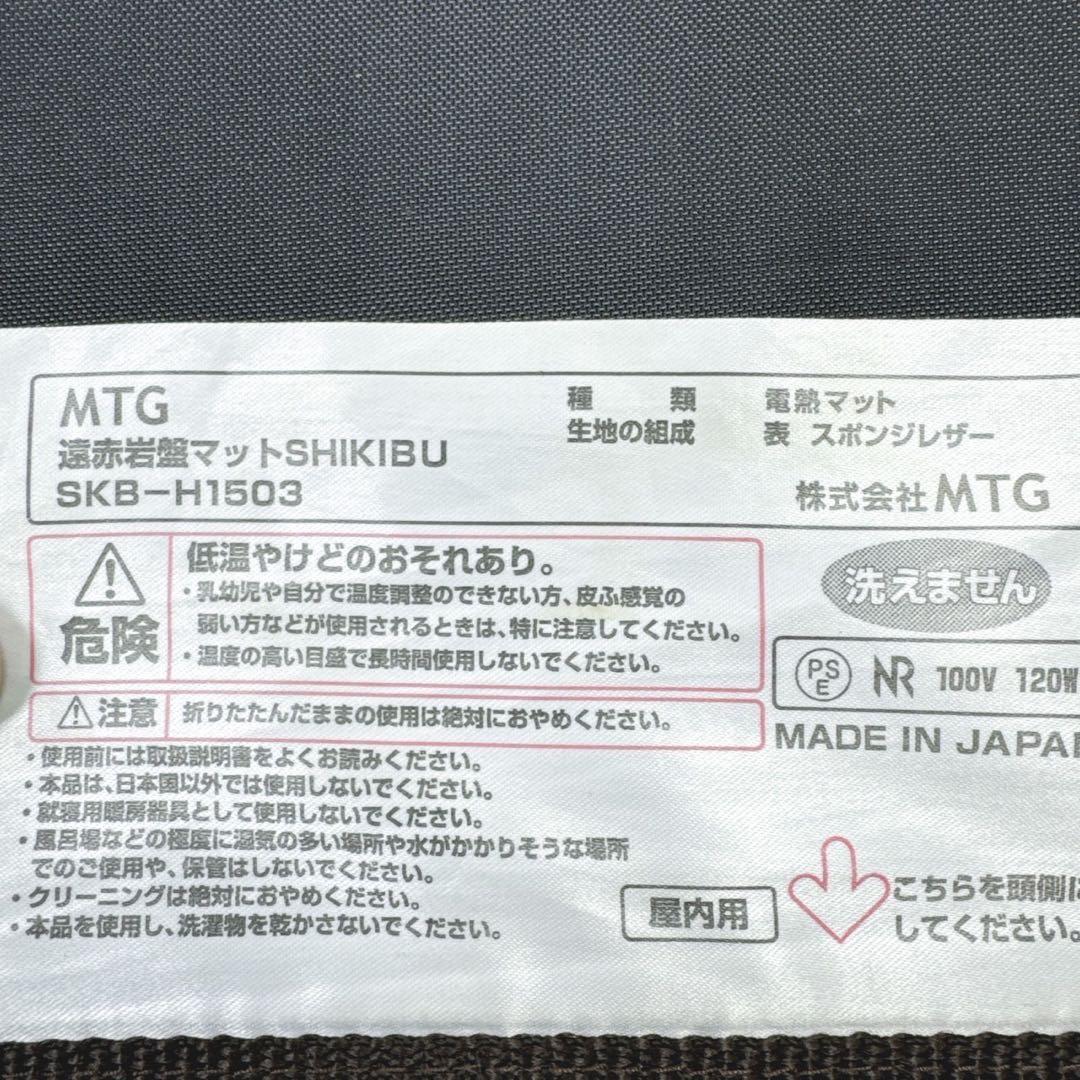 MTG
遠赤岩盤マットSHIKIBU
SKB-H1503
種類 電熱マット
生地の組成 表 スポンジレザー
株式会社MTG
危険
低温やけどのおそれあり。
・乳幼児や自分で温度調整のできない方、皮ふ感覚の
弱い方などが使用されるときは、特に注意してください。
・温度の高い目盛で長時間使用しないでください。
注意 折りたたんだままの使用は絶対におやめください。
洗えません
PSE NR 100V 120W
MADE IN JAPAN
・使用前には取扱説明書をよくお読みください。
・本品は、日本国以外では使用しないでください。
・就寝用暖房器具として使用しないでください。
・風呂場などの極度に湿気の多い場所や水がかかりそうな場所
でのご使用や、保管はしないでください。
・クリーニングは絶対におやめください。
・本品を使用し、洗濯物を乾かさないでください。
屋内用
こちらを頭側に
してください。